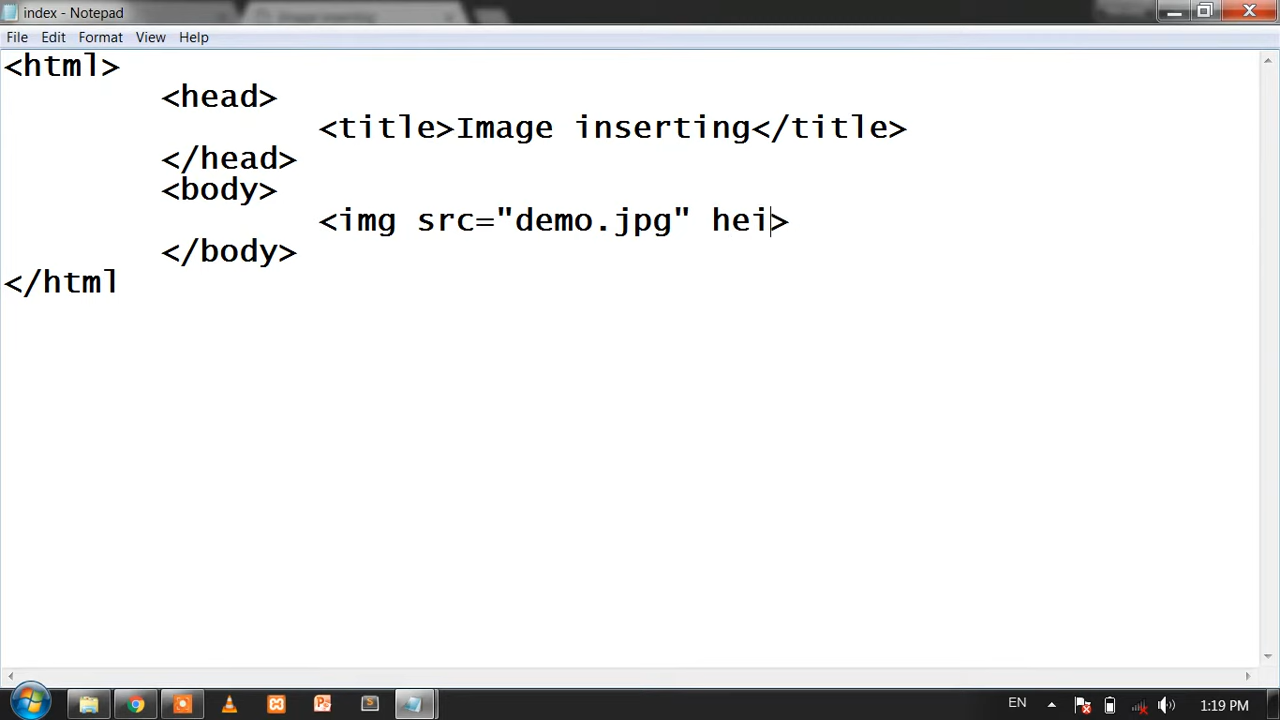 index - Notepad
File Edit Format View Help
<html>
<head>
<title>Image inserting</title>
</head>
<body>
<img src="demo.jpg" hei>
</body>
</html
EN 1:19 PM